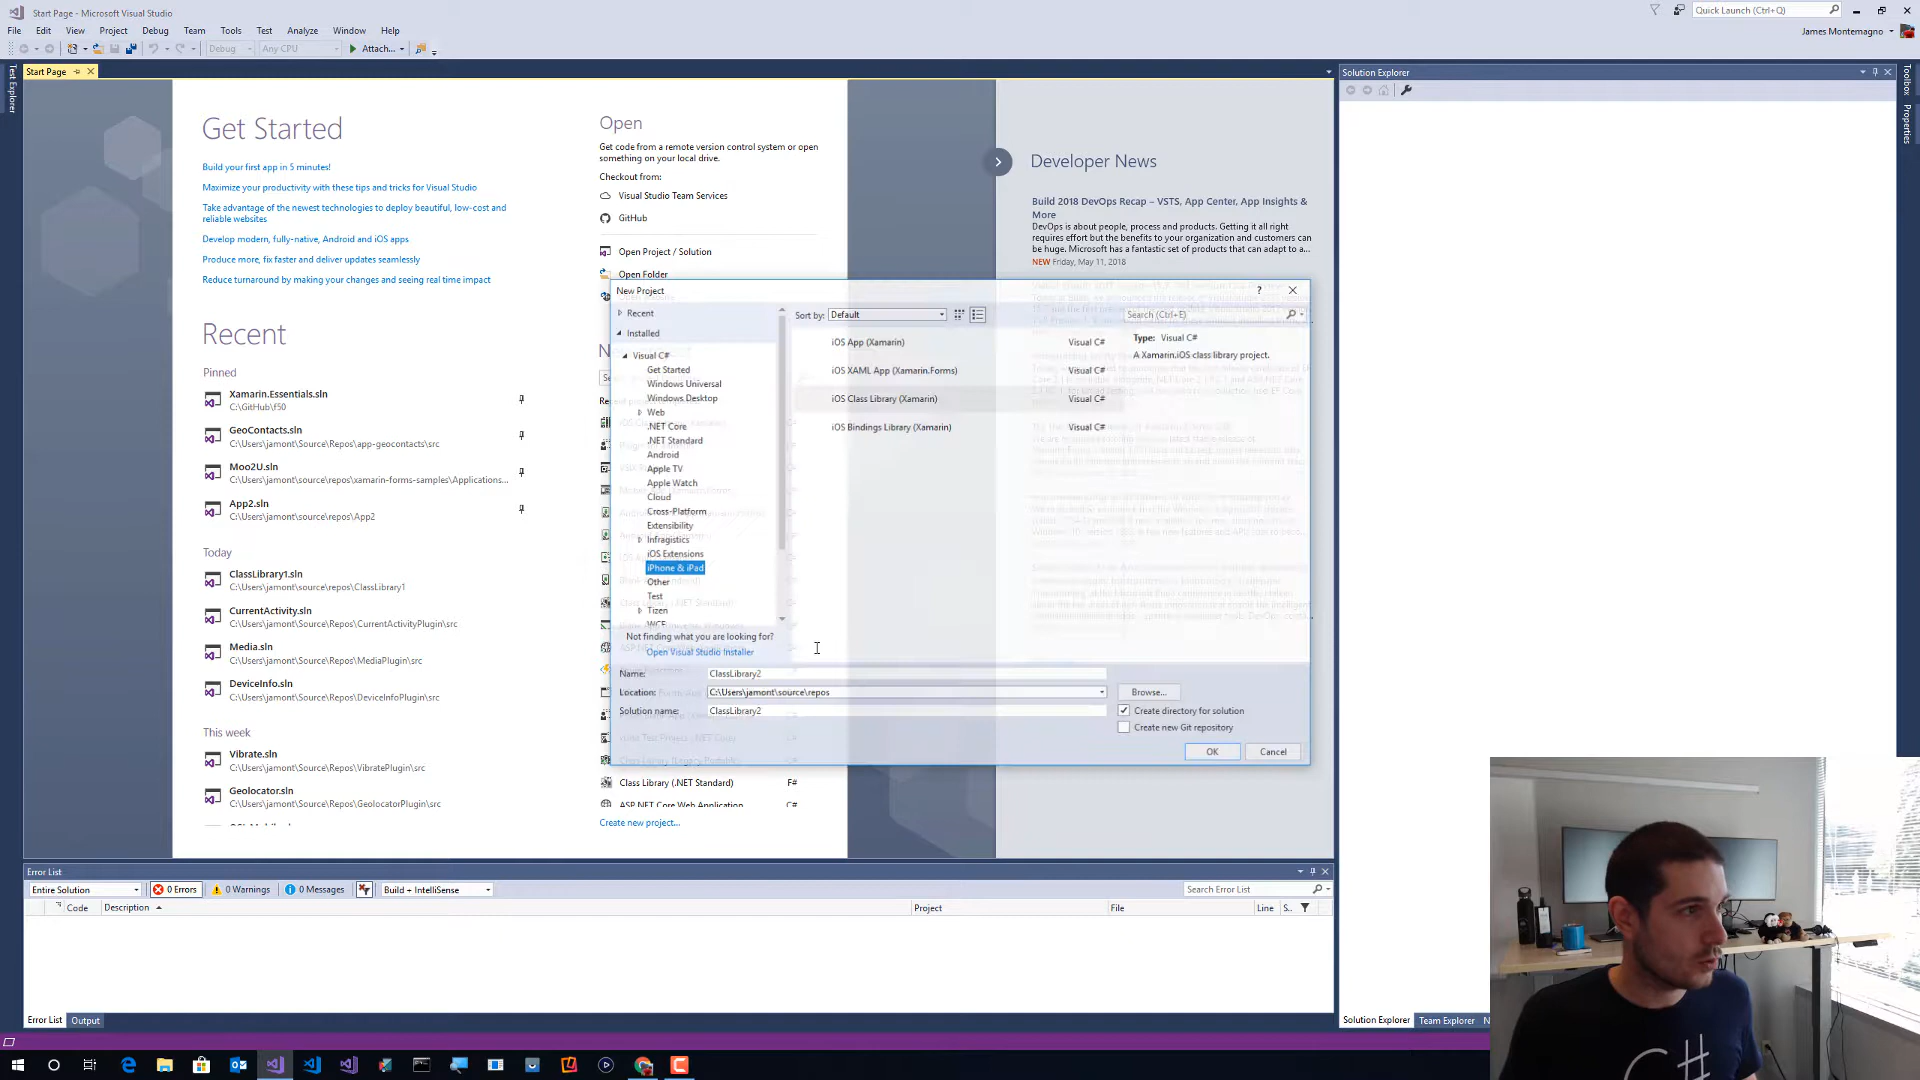 Start Page - Microsoft Visual Studio
Quick Launch (Ctrl+Q)
File Edit View Project Debug Team Tools Test Analyze Window Help
James Montemagno
Debug Any CPU Attach...
Start Page
Test Explorer
Get Started
Build your first app in 5 minutes!
Maximize your productivity with these tips and tricks for Visual Studio
Take advantage of the newest technologies to deploy beautiful, low-cost and
reliable websites
Develop modern, fully-native, Android and iOS apps
Produce more, fix faster and deliver updates seamlessly
Reduce turnaround by making your changes and seeing real time impact
Recent
Pinned
Xamarin.Essentials.sln
C:\GitHub\f50
GeoContacts.sln
C:\Users\jamont\Source\Repos\app-geocontacts\src
Moo2U.sln
C:\Users\jamont\source\repos\xamarin-forms-samples\Applications...
App2.sln
C:\Users\jamont\source\repos\App2
Today
ClassLibrary1.sln
C:\Users\jamont\source\repos\ClassLibrary1
CurrentActivity.sln
C:\Users\jamont\Source\Repos\CurrentActivityPlugin\src
Media.sln
C:\Users\jamont\Source\Repos\MediaPlugin\src
DeviceInfo.sln
C:\Users\jamont\Source\Repos\DeviceInfoPlugin\src
This week
Vibrate.sln
C:\Users\jamont\Source\Repos\VibratePlugin\src
Geolocator.sln
C:\Users\jamont\Source\Repos\GeolocatorPlugin\src
Open
Get code from a remote version control system or open
something on your local drive.
Checkout from:
Visual Studio Team Services
GitHub
Open Project / Solution
Open Folder
Class Library (.NET Standard) F#
ASP.NET Core Web Application C#
Create new project...
Developer News
Build 2018 DevOps Recap – VSTS, App Center, App Insights &
More
DevOps is about people, process and products. Getting it all right
requires effort but the benefits to your organization and customers can
be huge. Microsoft has a fantastic set of products that can adapt to a...
NEW Friday, May 11, 2018
New Project
Recent
Installed
Visual C#
Get Started
Windows Universal
Windows Desktop
Web
.NET Core
.NET Standard
Android
Apple TV
Apple Watch
Cloud
Cross-Platform
Extensibility
Infragistics
iOS Extensions
iPhone & iPad
Other
Test
Tizen
WCF
Not finding what you are looking for?
Open Visual Studio Installer
Sort by: Default
iOS App (Xamarin) Visual C#
iOS XAML App (Xamarin.Forms) Visual C#
iOS Class Library (Xamarin) Visual C#
iOS Bindings Library (Xamarin) Visual C#
Search (Ctrl+E)
Type: Visual C#
A Xamarin.iOS class library project.
Name: ClassLibrary2
Location: C:\Users\jamont\source\repos
Browse...
Solution name: ClassLibrary2
Create directory for solution
Create new Git repository
OK Cancel
Solution Explorer
Toolbox
Properties
Error List
Entire Solution 0 Errors 0 Warnings 0 Messages Build + IntelliSense
Search Error List
Code Description Project File Line S..
Error List Output
Solution Explorer Team Explorer
C#